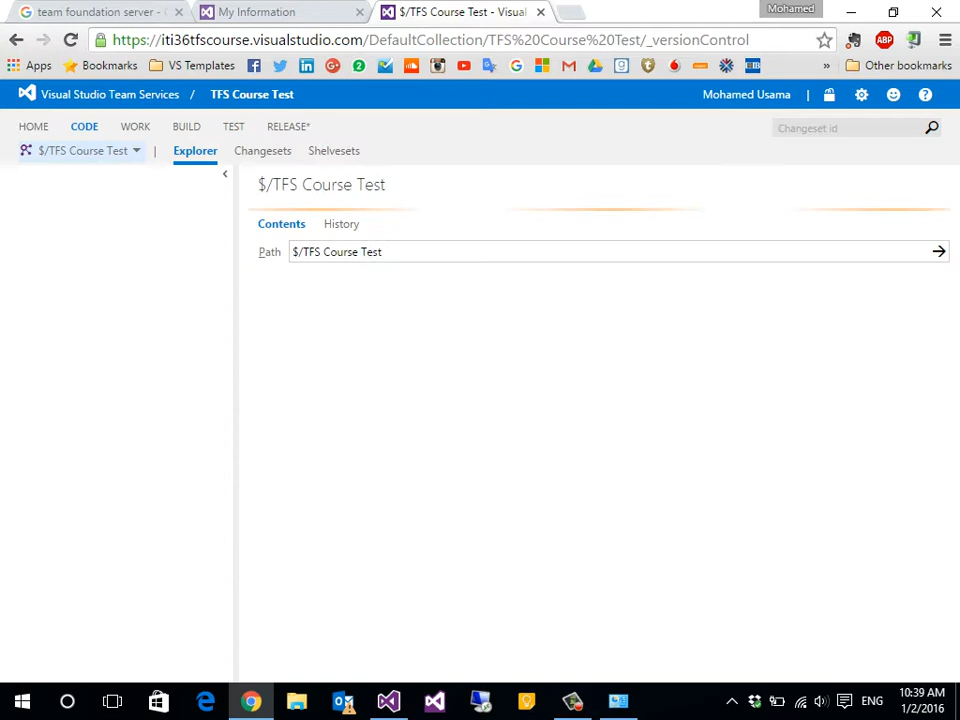 team foundation server -
My Information
$/TFS Course Test - Visual
Mohamed
https://iti36tfscourse.visualstudio.com/DefaultCollection/TFS%20Course%20Test/_versionControl
Apps
Bookmarks
VS Templates
Other bookmarks
Visual Studio Team Services / TFS Course Test
Mohamed Usama
HOME
CODE
WORK
BUILD
TEST
RELEASE*
Changeset id
$/TFS Course Test
Explorer
Changesets
Shelvesets
$/TFS Course Test
Contents
History
Path
$/TFS Course Test
ENG
10:39 AM
1/2/2016